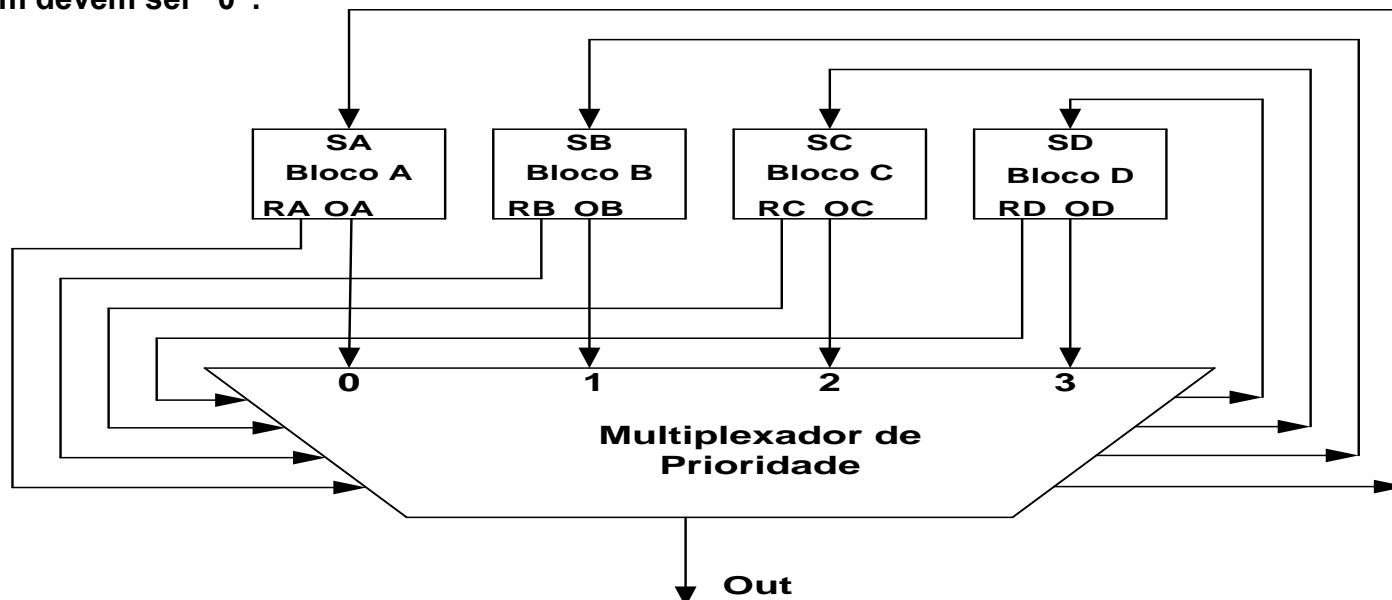 devem ser "0".
SA
Bloco A
RA OA
SB
Bloco B
RB OB
SC
Bloco C
RC OC
SD
Bloco D
RD OD
0 1 2 3
Multiplexador de
Prioridade
Out